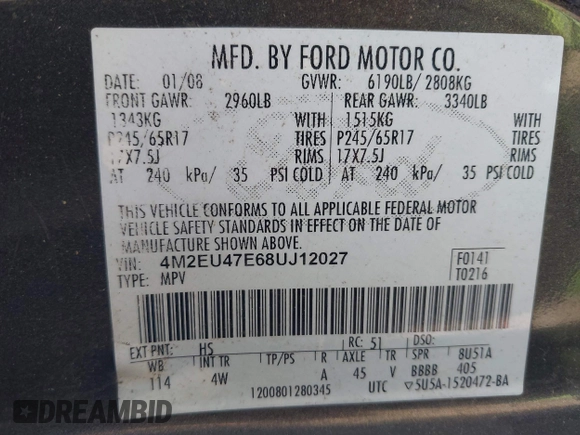 MFD. BY FORD MOTOR CO.
DATE: 01/08 GVWR: 6190LB/ 2808KG
FRONT GAWR: 2960LB REAR GAWR: 3340LB
1343KG WITH 1515KG WITH
P245/65R17 TIRES P245/65R17 TIRES
17X7.5J RIMS 17X7.5J RIMS
AT 240 kPa/ 35 PSI COLD AT 240 kPa/ 35 PSI COLD
THIS VEHICLE CONFORMS TO ALL APPLICABLE FEDERAL MOTOR
VEHICLE SAFETY STANDARDS IN EFFECT ON THE DATE OF
MANUFACTURE SHOWN ABOVE.
VIN: 4M2EU47E68UJ12027 F0141
TYPE: MPV T0216
EXT PNT: HS RC: 51 DSO:
WB INT TR TP/PS R AXLE TR SPR 8U51A
114 4W A 45 V BBBB 405
1200801280345 UTC ▽5U5A-1520472-BA
DREAMBID